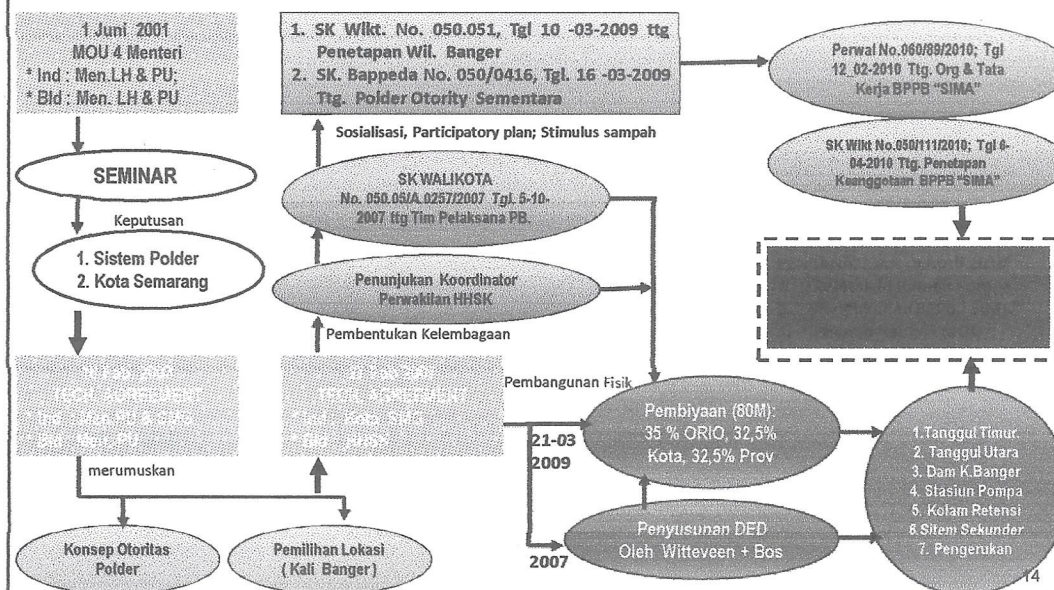 1 Juni 2001
MOU 4 Menteri
* Ind : Men.LH & PU;
* Bld : Men. LH & PU
SEMINAR
Keputusan
1. Sistem Polder
2. Kota Semarang
* Ind : Men.PU & SMG
Bld : Men. PU
merumuskan
Konsep Otoritas
Polder
Pemilihan Lokasi
( Kali Banger )
Pembentukan Kelembagaan
Penunjukan Koordinator
Perwakilan HHSK
SK WALIKOTA
No. 050.05/A.0257/2007 Tgl. 5-10-
2007 ttg Tim Pelaksana PB.
Sosialisasi, Participatory plan; Stimulus sampah
1. SK Wlkt. No. 050.051, Tgl 10 -03-2009 ttg
Penetapan Wil. Banger
2. SK. Bappeda No. 050/0416, Tgl. 16 -03-2009
Ttg. Polder Otority Sementara
Perwal No.060/89/2010; Tgl
12_02-2010 Ttg. Org & Tata
Kerja BPPB "SIMA"
SK Wlkt No.050/111/2010; Tgl 6-
04-2010 Ttg. Penetapan
Keanggotaan BPPB "SIMA"
Pembangunan Fisik
21-03
2009
2007
Pembiyaan (80M):
35 % ORIO, 32,5%
Kota, 32,5% Prov
Penyusunan DED
Oleh Witteveen + Bos
1.Tanggul Timur.
2. Tanggul Utara
3. Dam K.Banger
4. Stasiun Pompa
5. Kolam Retensi
6.Sitem Sekunder
7. Pengerukan
14